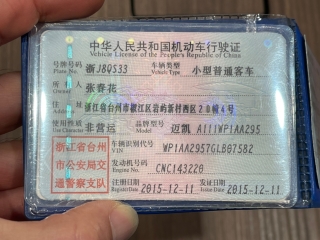 中华人民共和国机动车行驶证
Vehicle License of the People's Republic of China
号牌号码 浙J8Q533 车辆类型 小型普通客车
Plate No. Vehicle Type
所有人 张春花
Owner
住址 浙江省台州市椒江区岩屿新村西区20幢4号
Address
使用性质 非营运 品牌型号 迈凯 A111WP1AA295
Use Character Model
浙江省台州 车辆识别代号 WP1AA2957GLB07582
VIN
市公安局交 发动机号码 CNC143220
Engine No.
通警察支队 注册日期 2015-12-11 发证日期 2015-12-11
Register Date Issue Date